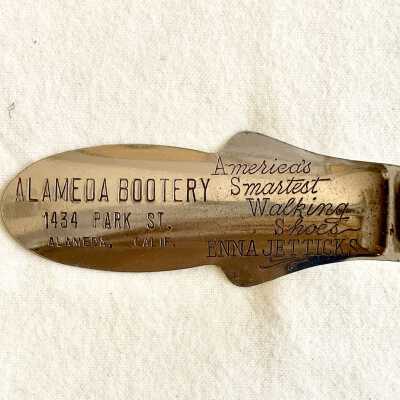 ALAMEDA BOOTERY
1434 PARK ST.
ALAMEDA, CALIF.
America's
Smartest
Walking
Shoes
ENNA JETTICKS